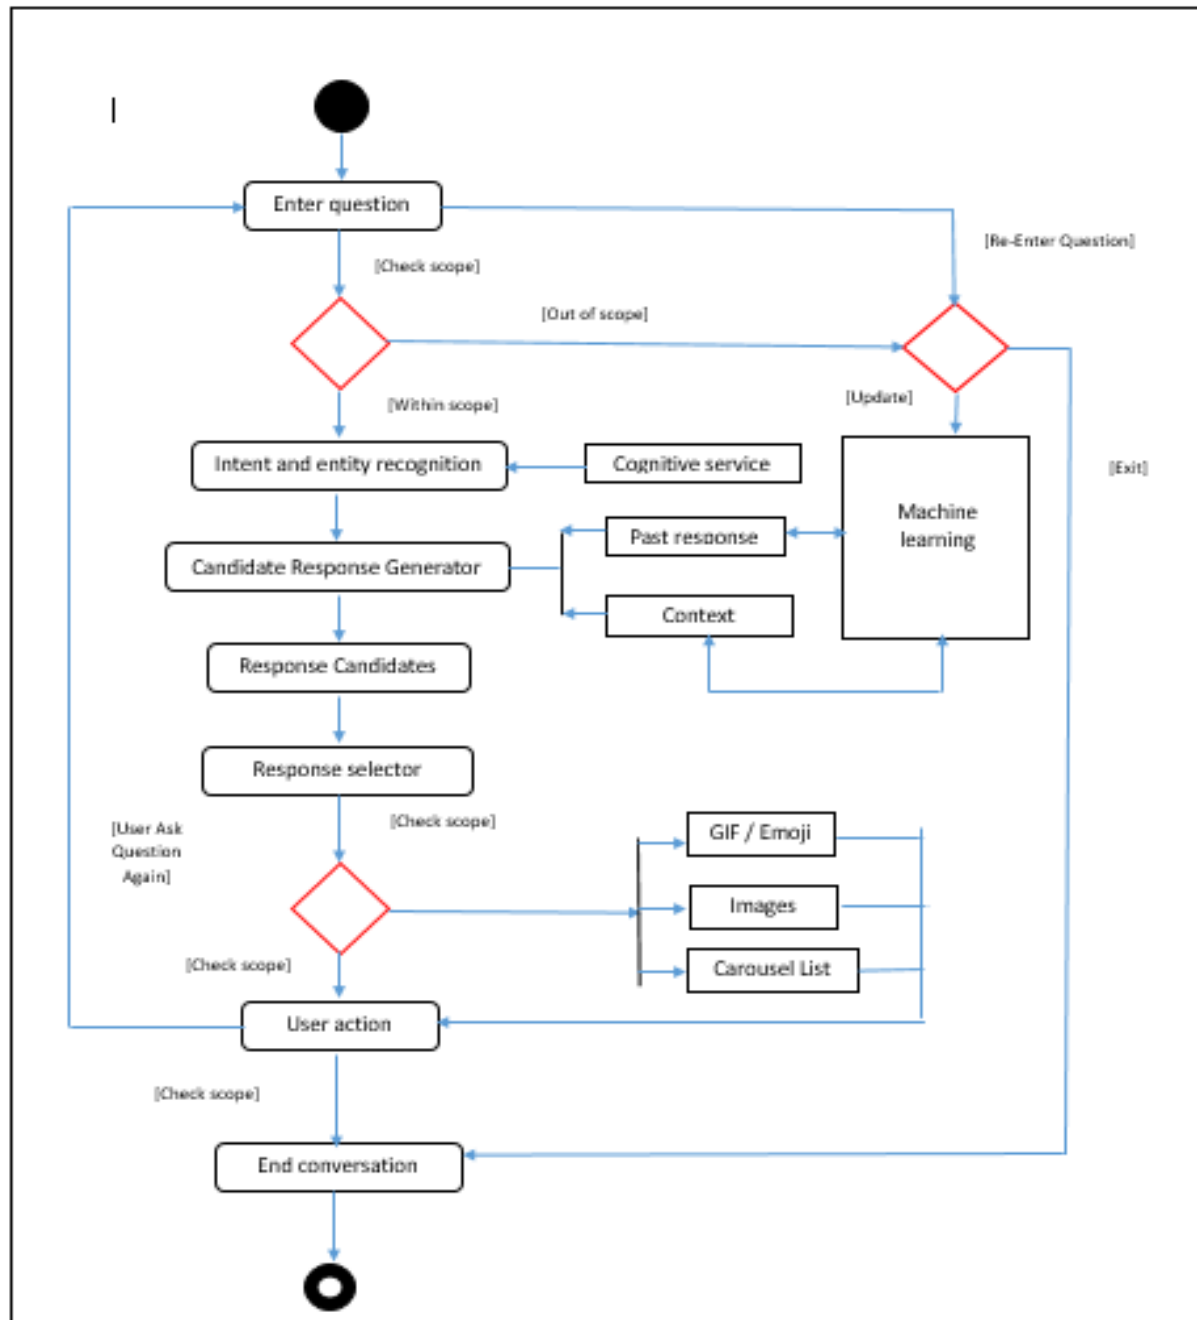 Enter question
[Re-Enter Question]
[Check scope]
[Out of scope]
[Update]
[Within scope]
Intent and entity recognition
Cognitive service
[Exit]
Machine
learning
Past response
Candidate Response Generator
Context
Response Candidates
Response selector
[Check scope]
[User Ask
Question
Again]
GIF / Emoji
Images
[Check scope]
Carousel List
User action
[Check scope]
End conversation